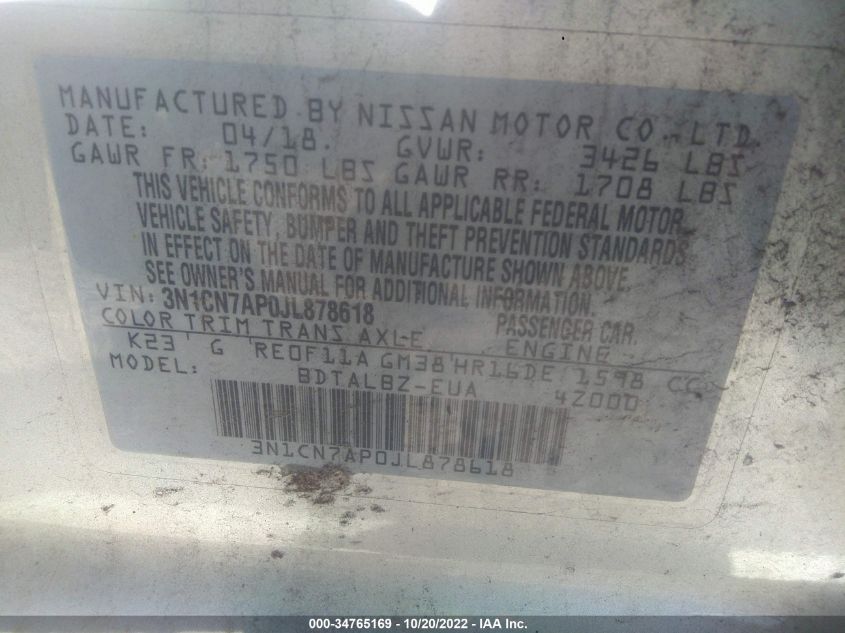 MANUFACTURED BY NISSAN MOTOR CO., LTD.
DATE: 04/18. GVWR: 3426 LBS
GAWR FR: 1750 LBS GAWR RR: 1708 LBS
THIS VEHICLE CONFORMS TO ALL APPLICABLE FEDERAL MOTOR
VEHICLE SAFETY, BUMPER AND THEFT PREVENTION STANDARDS
IN EFFECT ON THE DATE OF MANUFACTURE SHOWN ABOVE.
SEE OWNER'S MANUAL FOR ADDITIONAL INFORMATION.
VIN: 3N1CN7AP0JL878618 PASSENGER CAR.
COLOR TRIM TRANS AXLE ENGINE
K23 G RE0F11A GM38 HR16DE 1598 CC
MODEL: BDTALBZ-EUA 4Z000
3N1CN7AP0JL878618
000-34765169 - 10/20/2022 - IAA Inc.